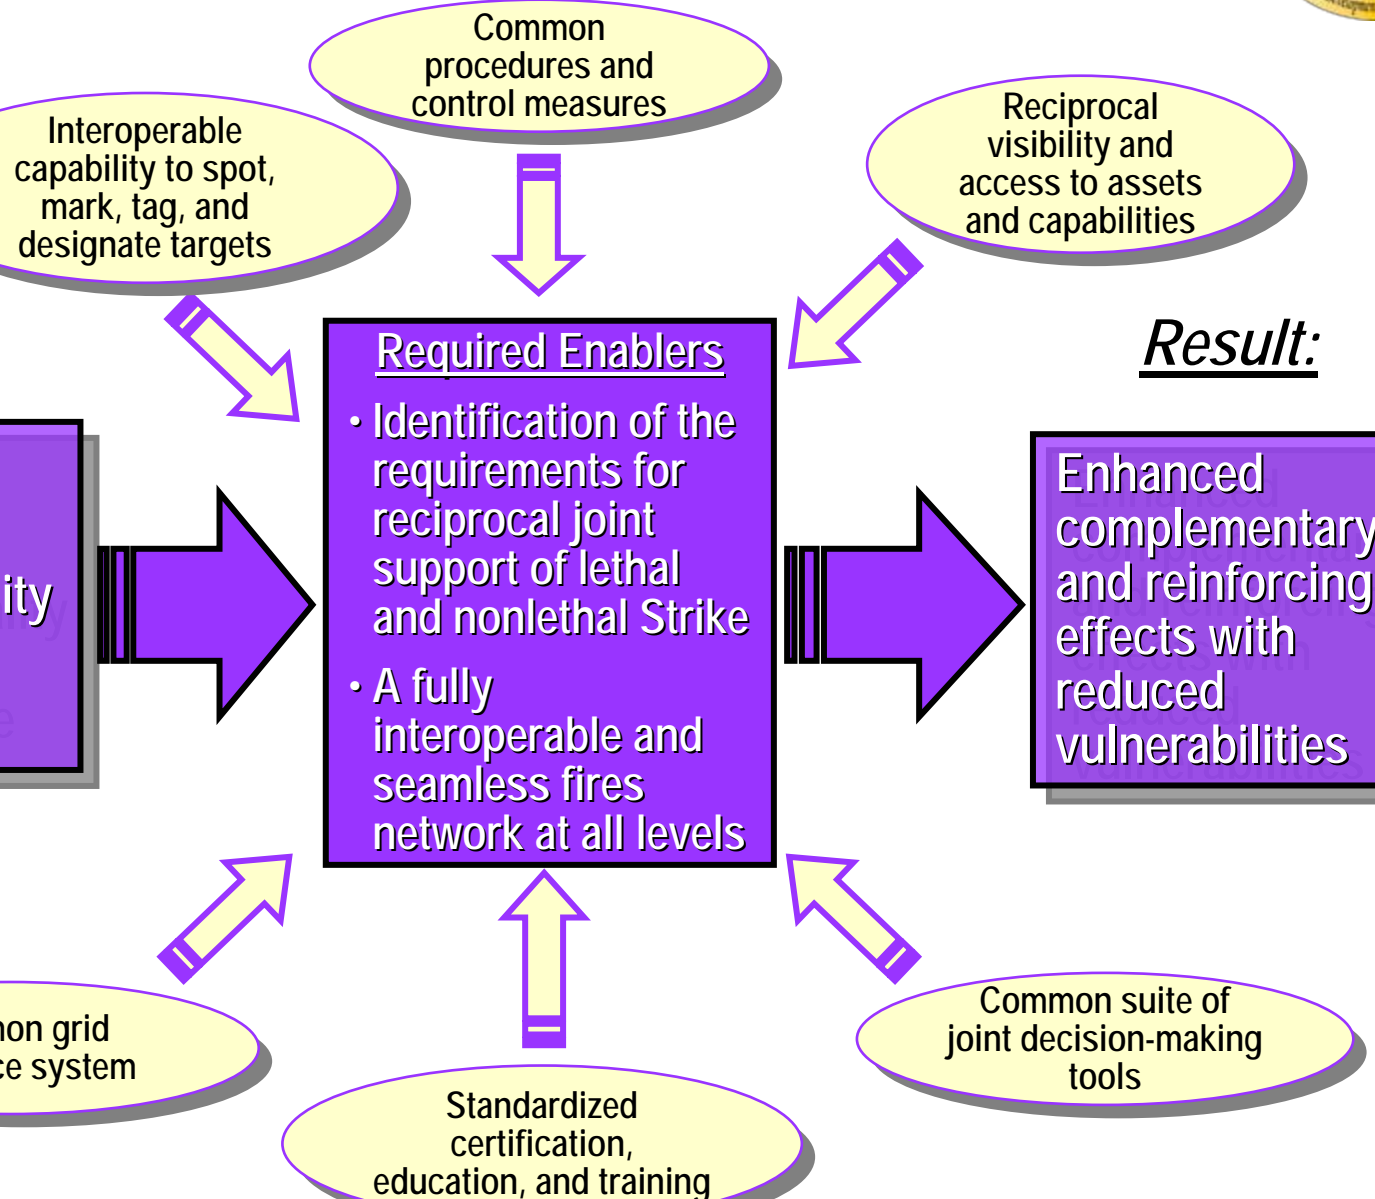 Common
procedures and
control measures
Interoperable
capability to spot,
mark, tag, and
designate targets
Reciprocal
visibility and
access to assets
and capabilities
Required Enablers
• Identification of the
requirements for
reciprocal joint
support of lethal
and nonlethal Strike
• A fully
interoperable and
seamless fires
network at all levels
Result:
Enhanced
complementary
and reinforcing
effects with
reduced
vulnerabilities
grid
system
Standardized
certification,
education, and training
Common suite of
joint decision-making
tools